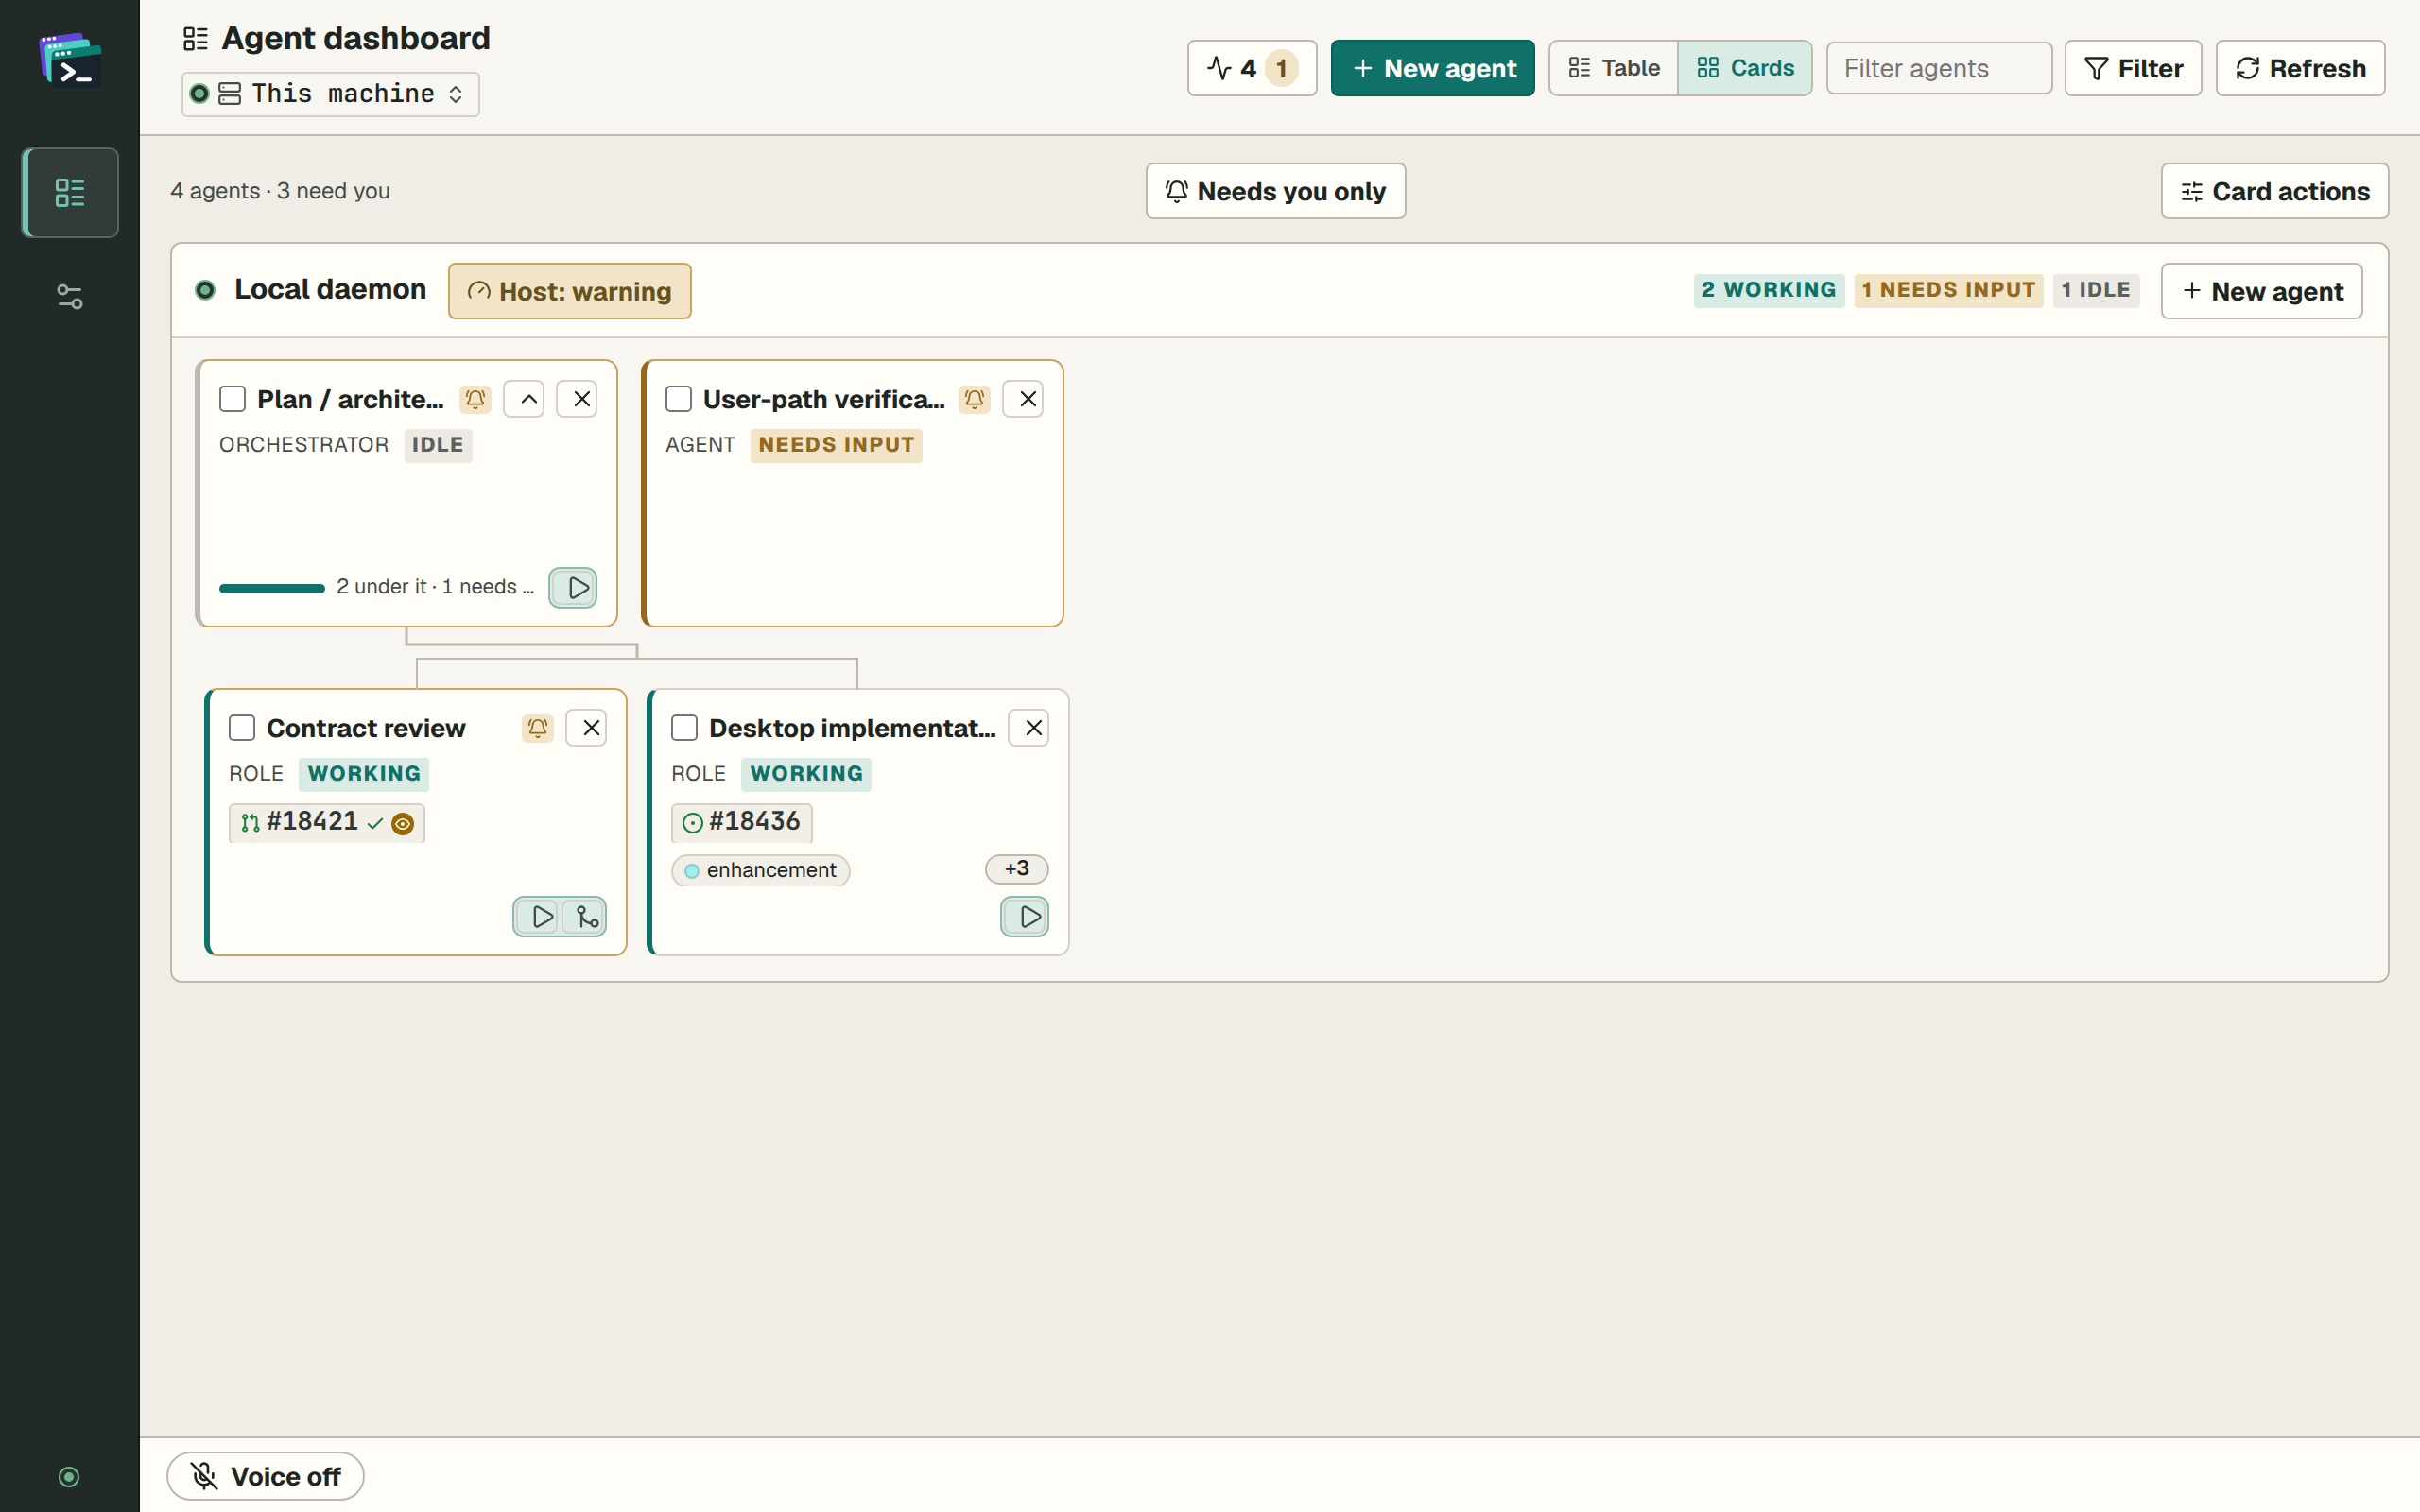 Agent dashboard
This machine
4 1
New agent
Table
Cards
Filter agents
Filter
Refresh
4 agents · 3 need you
Needs you only
Card actions
Local daemon
Host: warning
2 WORKING
1 NEEDS INPUT
1 IDLE
New agent
Plan / archite...
ORCHESTRATOR IDLE
2 under it · 1 needs ...
User-path verifica...
AGENT NEEDS INPUT
Contract review
ROLE WORKING
#18421
Desktop implementat...
ROLE WORKING
#18436
enhancement
+3
Voice off